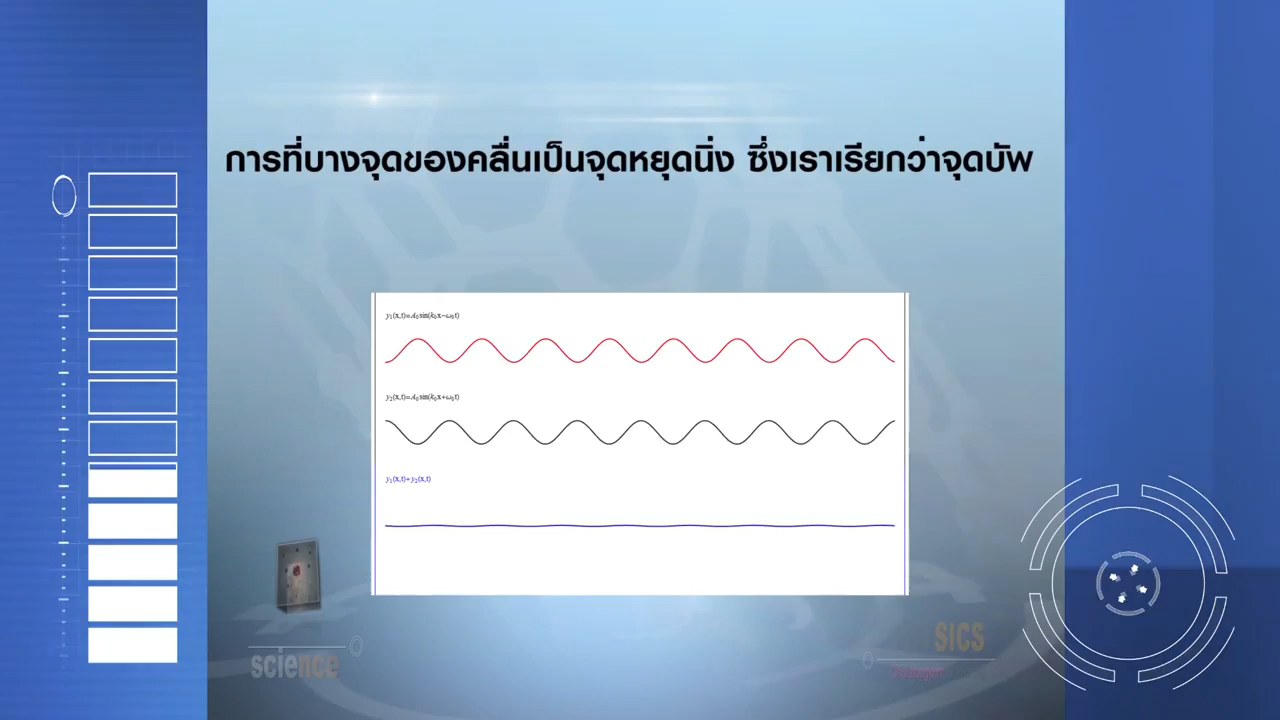 การที่บางจุดของคลื่นเป็นจุดหยุดนิ่ง ซึ่งเราเรียกว่าจุดบัพ
y₁(x,t)=A₀sin(k₀x−ω₀t)
y₂(x,t)=A₀sin(k₀x+ω₀t)
y₁(x,t)+y₂(x,t)
SICS
science